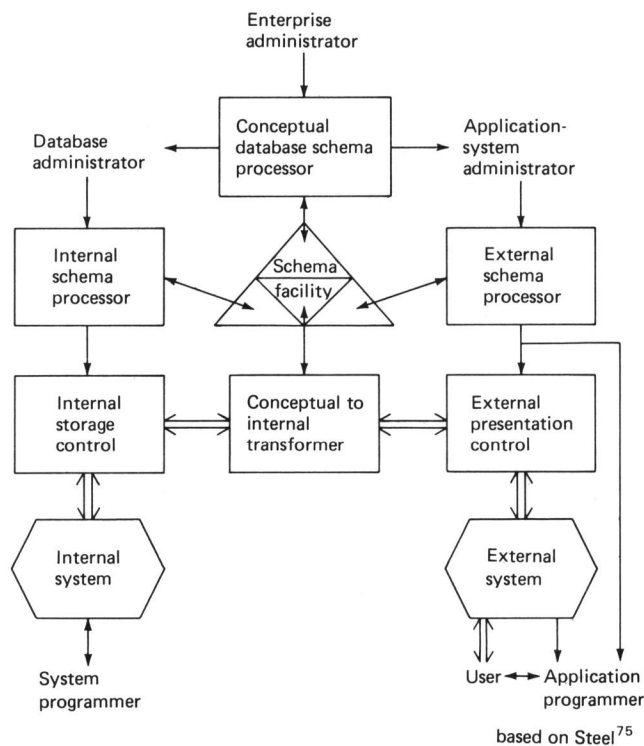 Enterprise
administrator
Database
administrator
Conceptual
database schema
processor
Application-
system
administrator
Internal
schema
processor
Schema
facility
External
schema
processor
Internal
storage
control
Conceptual to
internal
transformer
External
presentation
control
Internal
system
External
system
System
programmer
User
Application
programmer
based on Steel⁷⁵